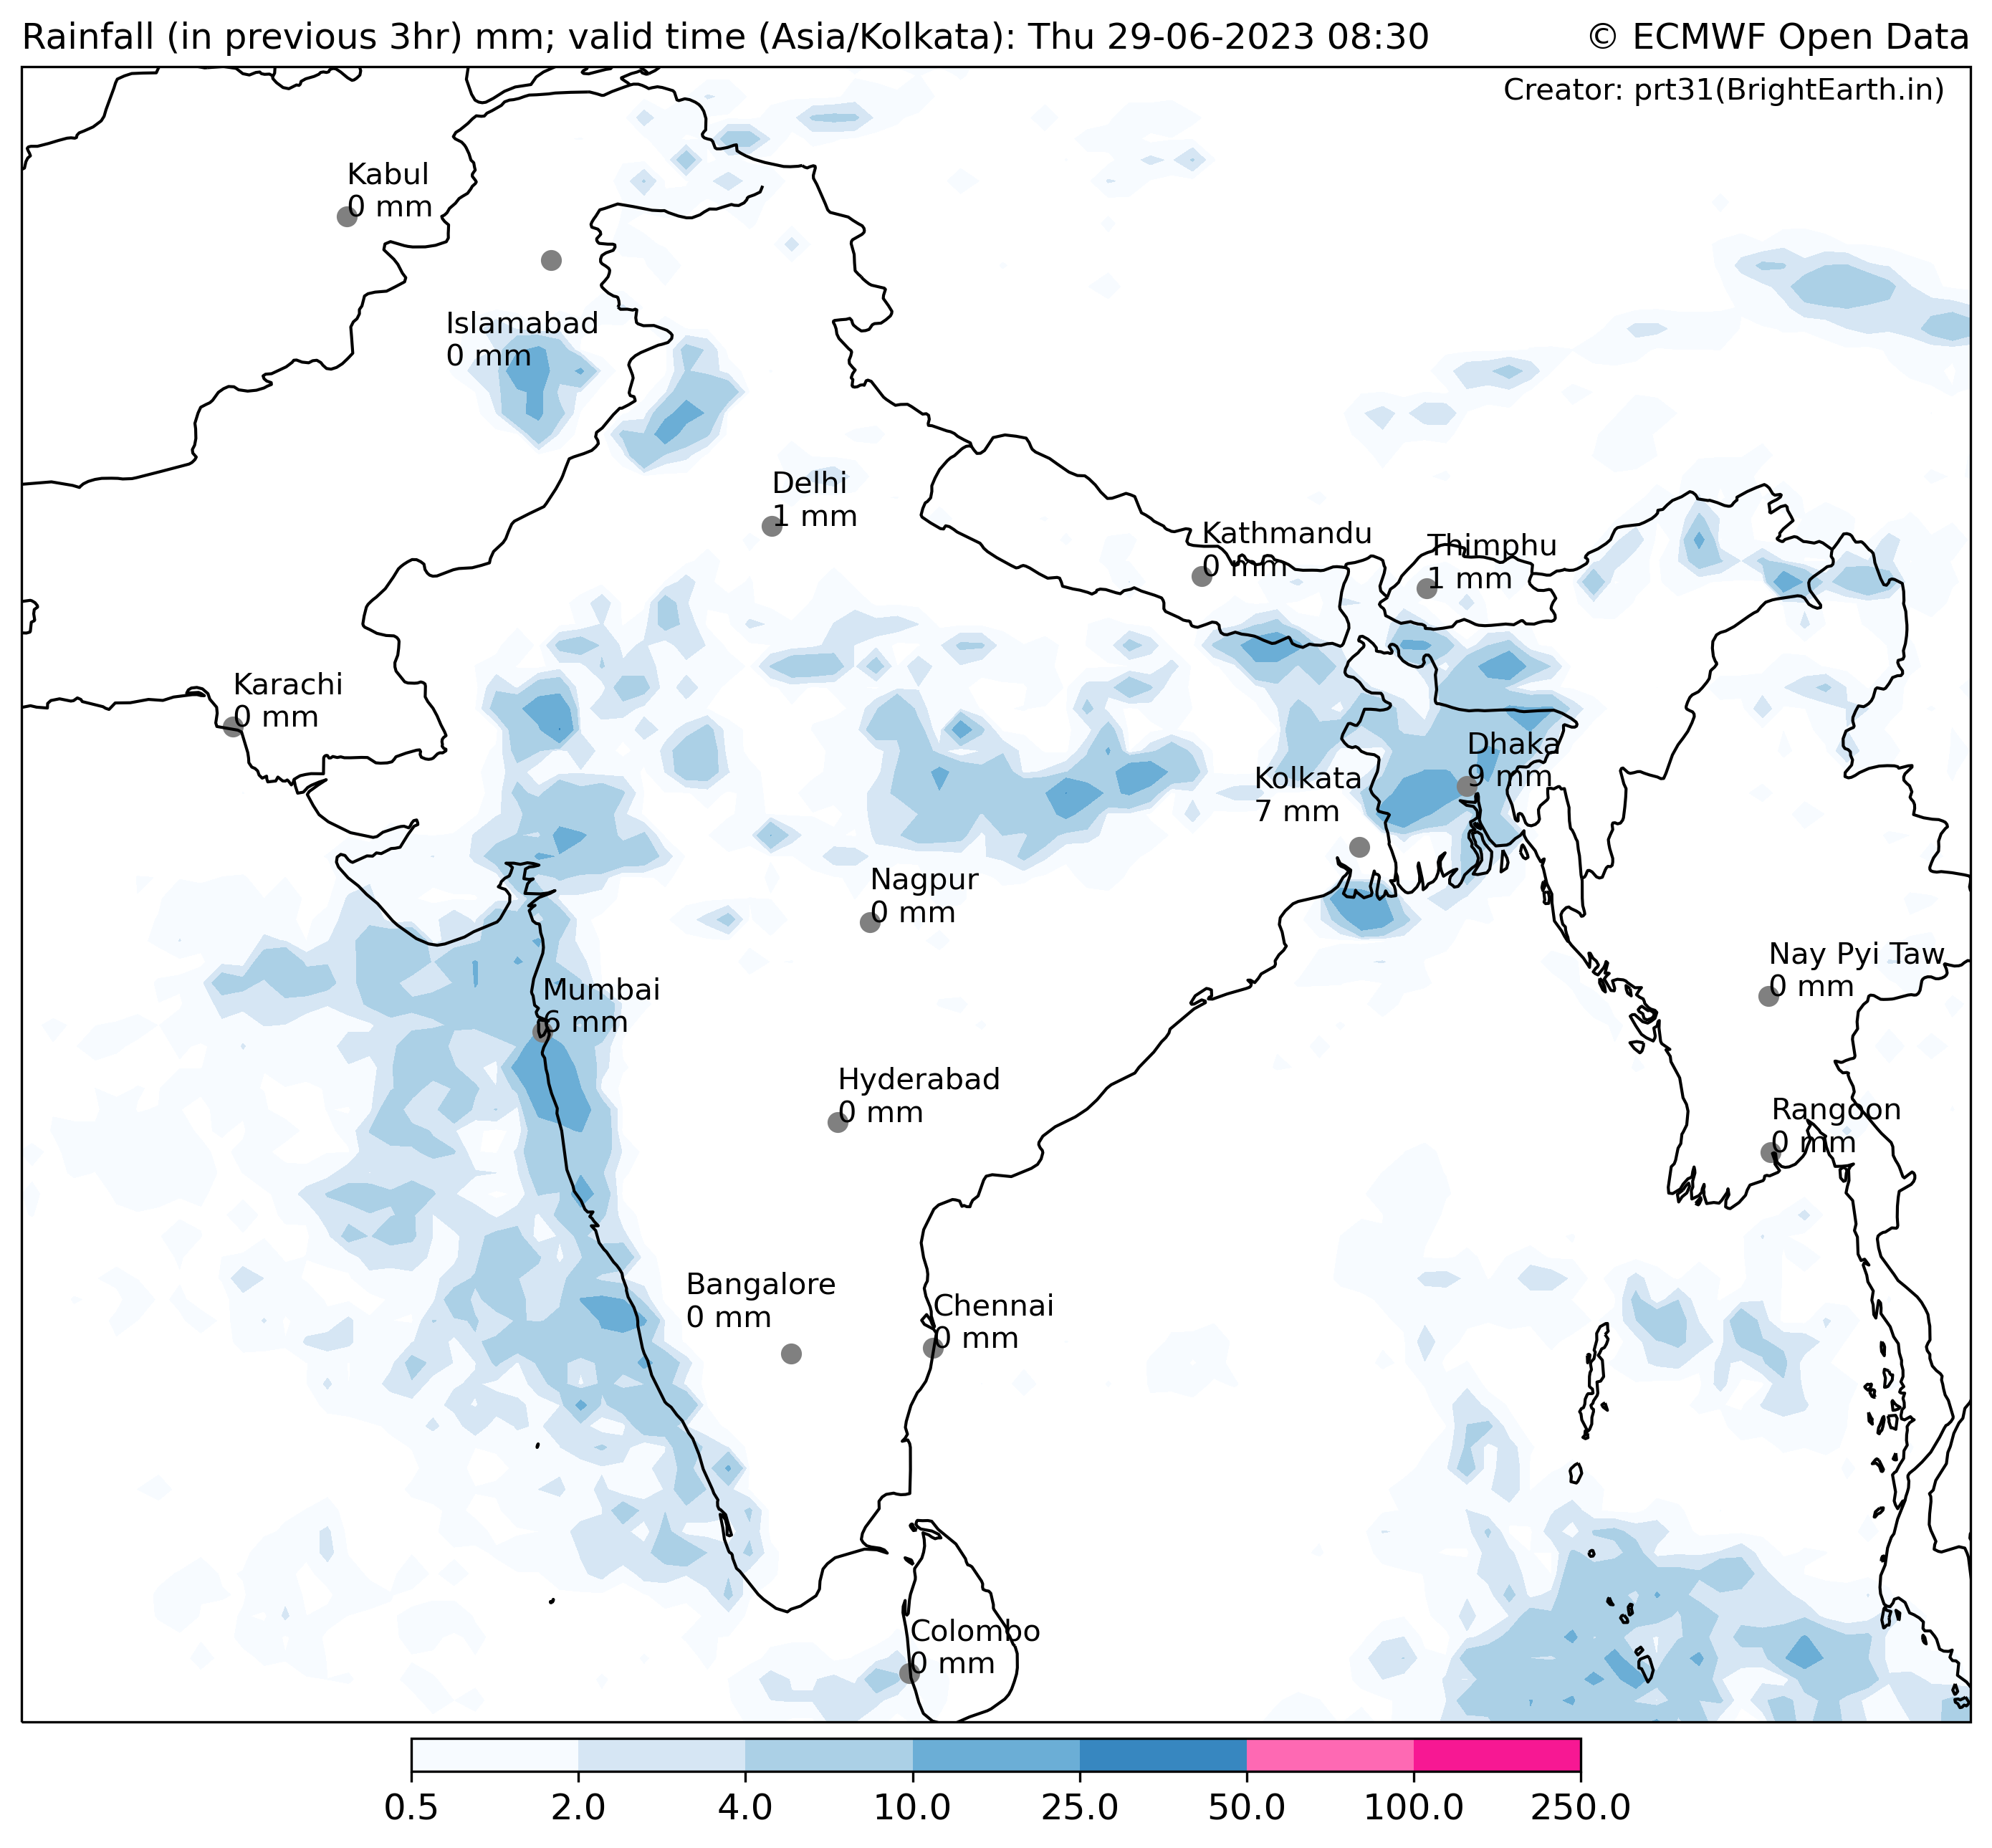 Rainfall (in previous 3hr) mm; valid time (Asia/Kolkata): Thu 29-06-2023 08:30
© ECMWF Open Data
Creator: prt31(BrightEarth.in)
Kabul
0 mm
Islamabad
0 mm
Delhi
1 mm
Kathmandu
0 mm
Thimphu
1 mm
Karachi
0 mm
Dhaka
9 mm
Kolkata
7 mm
Nagpur
0 mm
Nay Pyi Taw
0 mm
Mumbai
6 mm
Hyderabad
0 mm
Rangoon
0 mm
Bangalore
0 mm
Chennai
0 mm
Colombo
0 mm
0.5 2.0 4.0 10.0 25.0 50.0 100.0 250.0